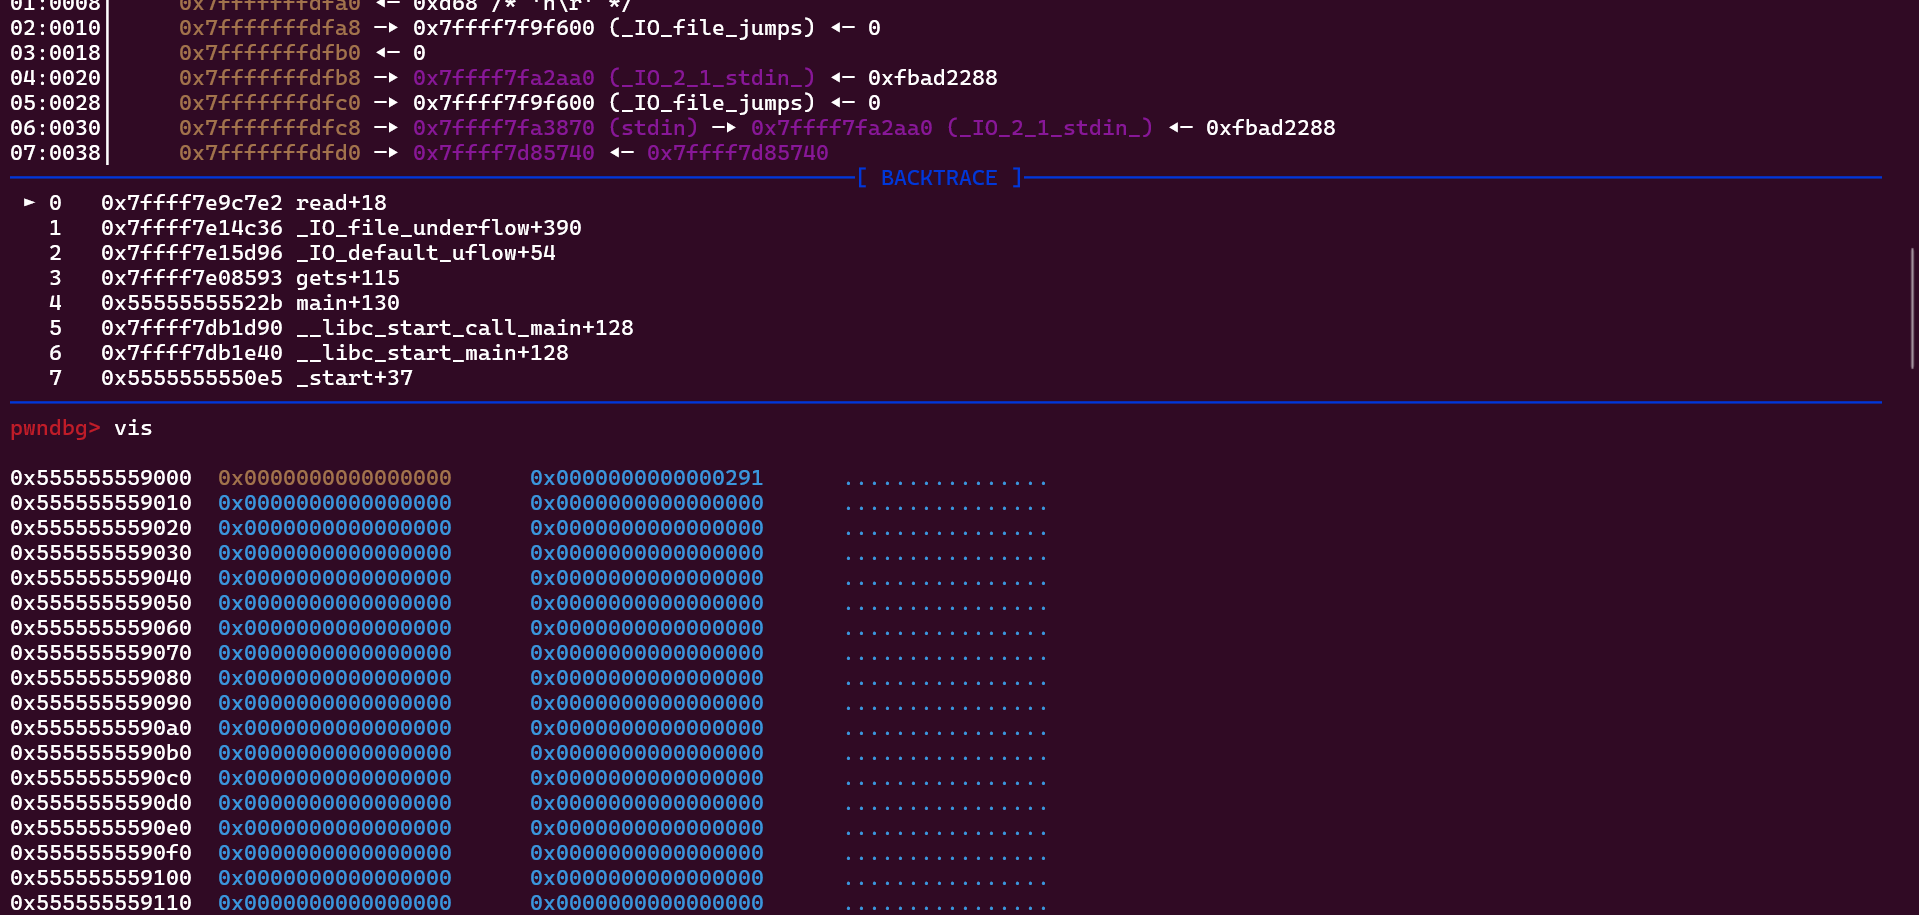 01:0008│ 0x7fffffffdfa0 ◂— 0xd68 /* 'h\r' */
02:0010│ 0x7fffffffdfa8 —▸ 0x7ffff7f9f600 (_IO_file_jumps) ◂— 0
03:0018│ 0x7fffffffdfb0 ◂— 0
04:0020│ 0x7fffffffdfb8 —▸ 0x7ffff7fa2aa0 (_IO_2_1_stdin_) ◂— 0xfbad2288
05:0028│ 0x7fffffffdfc0 —▸ 0x7ffff7f9f600 (_IO_file_jumps) ◂— 0
06:0030│ 0x7fffffffdfc8 —▸ 0x7ffff7fa3870 (stdin) —▸ 0x7ffff7fa2aa0 (_IO_2_1_stdin_) ◂— 0xfbad2288
07:0038│ 0x7fffffffdfd0 —▸ 0x7ffff7d85740 ◂— 0x7ffff7d85740
[ BACKTRACE ]
► 0 0x7ffff7e9c7e2 read+18
1 0x7ffff7e14c36 _IO_file_underflow+390
2 0x7ffff7e15d96 _IO_default_uflow+54
3 0x7ffff7e08593 gets+115
4 0x55555555522b main+130
5 0x7ffff7db1d90 __libc_start_call_main+128
6 0x7ffff7db1e40 __libc_start_main+128
7 0x5555555550e5 _start+37
pwndbg> vis
0x555555559000 0x0000000000000000 0x0000000000000291 ................
0x555555559010 0x0000000000000000 0x0000000000000000 ................
0x555555559020 0x0000000000000000 0x0000000000000000 ................
0x555555559030 0x0000000000000000 0x0000000000000000 ................
0x555555559040 0x0000000000000000 0x0000000000000000 ................
0x555555559050 0x0000000000000000 0x0000000000000000 ................
0x555555559060 0x0000000000000000 0x0000000000000000 ................
0x555555559070 0x0000000000000000 0x0000000000000000 ................
0x555555559080 0x0000000000000000 0x0000000000000000 ................
0x555555559090 0x0000000000000000 0x0000000000000000 ................
0x5555555590a0 0x0000000000000000 0x0000000000000000 ................
0x5555555590b0 0x0000000000000000 0x0000000000000000 ................
0x5555555590c0 0x0000000000000000 0x0000000000000000 ................
0x5555555590d0 0x0000000000000000 0x0000000000000000 ................
0x5555555590e0 0x0000000000000000 0x0000000000000000 ................
0x5555555590f0 0x0000000000000000 0x0000000000000000 ................
0x555555559100 0x0000000000000000 0x0000000000000000 ................
0x555555559110 0x0000000000000000 0x0000000000000000 ................